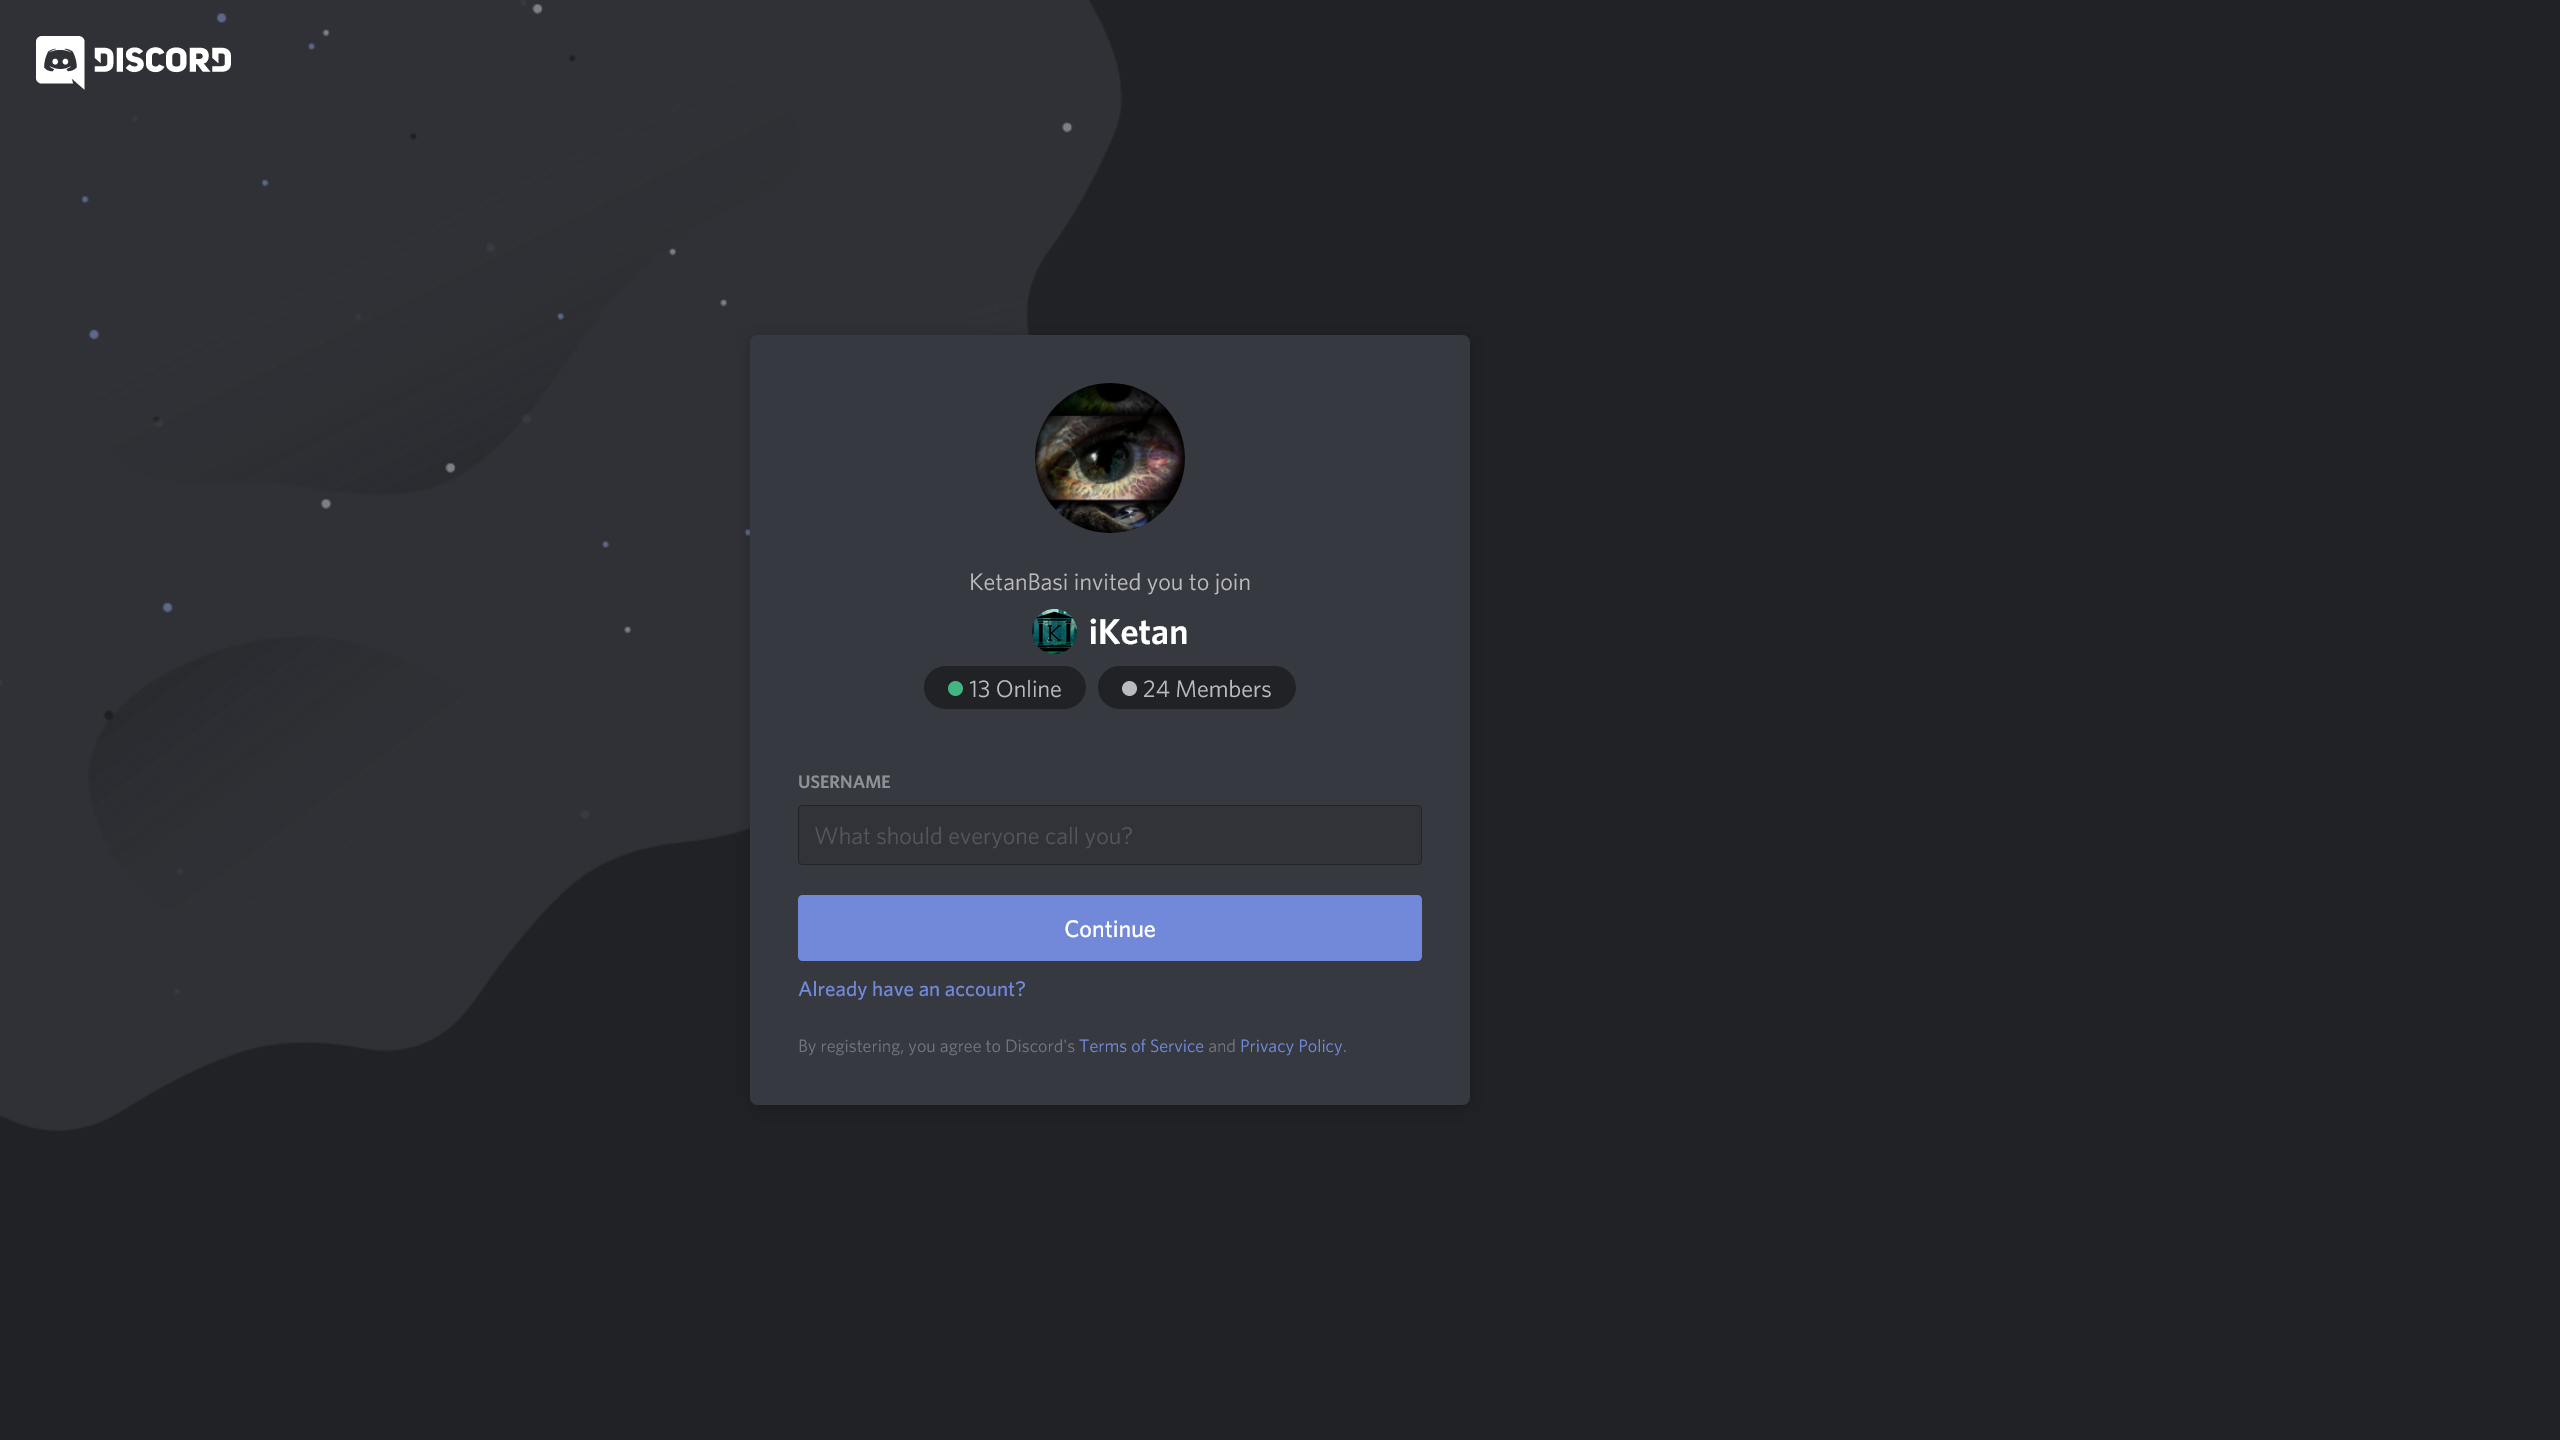 DISCORD
KetanBasi invited you to join
K iKetan
13 Online 24 Members
USERNAME
What should everyone call you?
Continue
Already have an account?
By registering, you agree to Discord's Terms of Service and Privacy Policy.